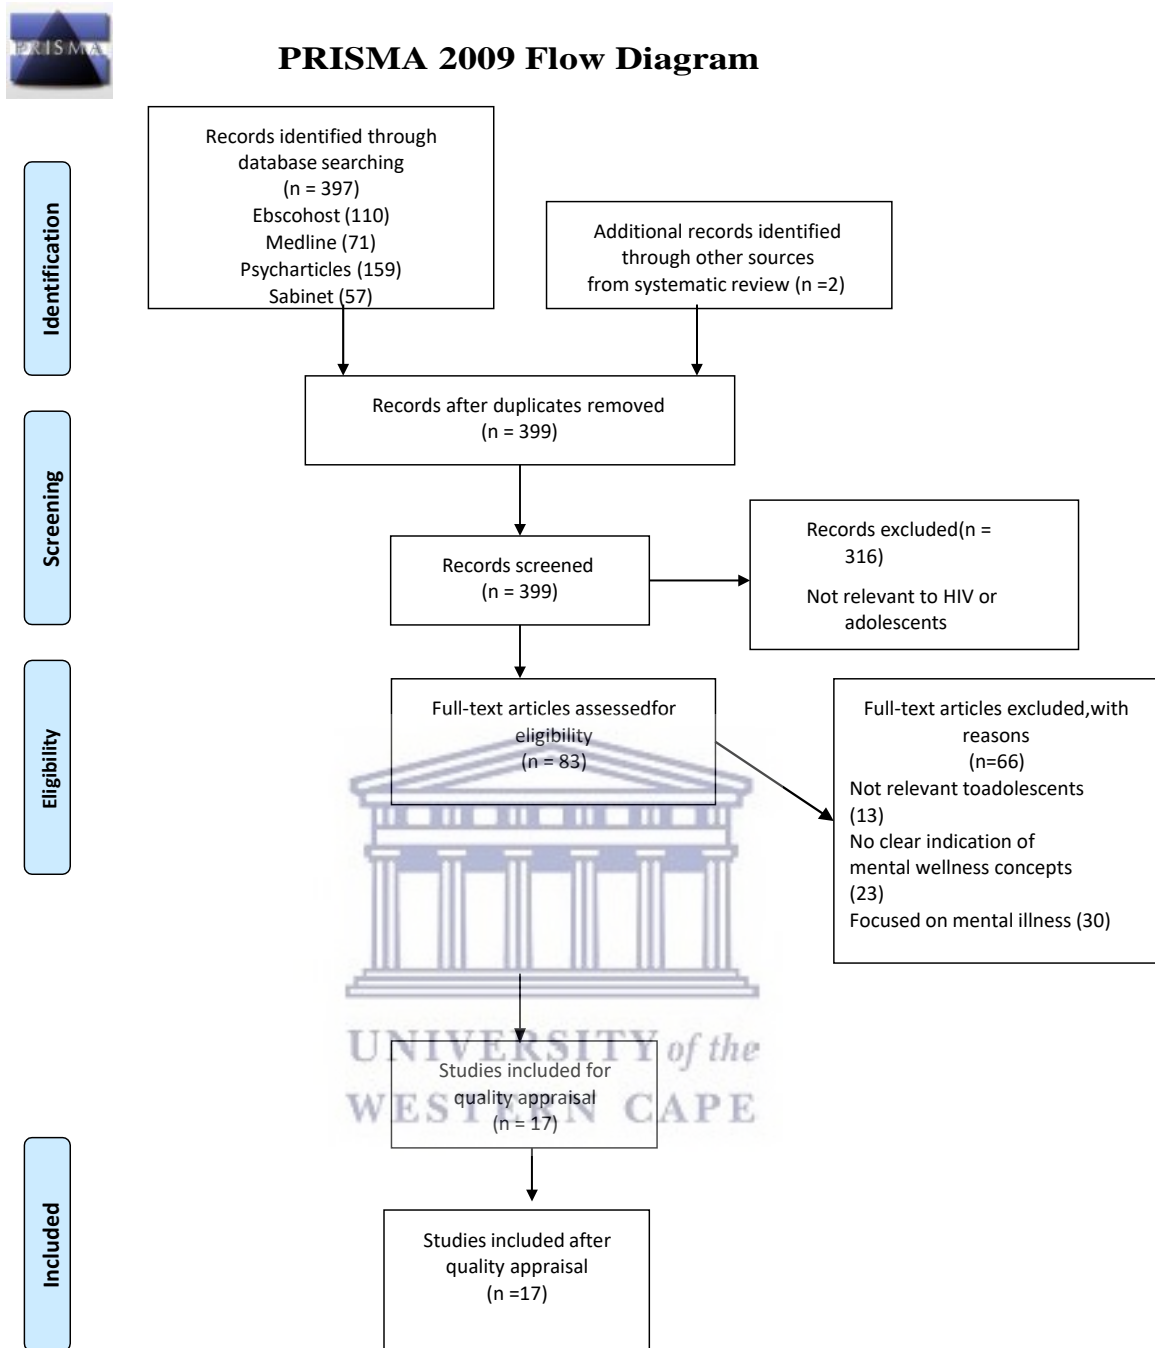 PRISMA
PRISMA 2009 Flow Diagram
Identification
Records identified through
database searching
(n = 397)
Ebscohost (110)
Medline (71)
Psycharticles (159)
Sabinet (57)
Additional records identified
through other sources
from systematic review (n =2)
Records after duplicates removed
(n = 399)
Screening
Records screened
(n = 399)
Records excluded(n =
316)
Not relevant to HIV or
adolescents
Eligibility
Full-text articles assessedfor
eligibility
(n = 83)
Full-text articles excluded,with
reasons
(n=66)
Not relevant toadolescents
(13)
No clear indication of
mental wellness concepts
(23)
Focused on mental illness (30)
UNIVERSITY of the
WESTERN CAPE
Studies included for
quality appraisal
(n = 17)
Included
Studies included after
quality appraisal
(n =17)